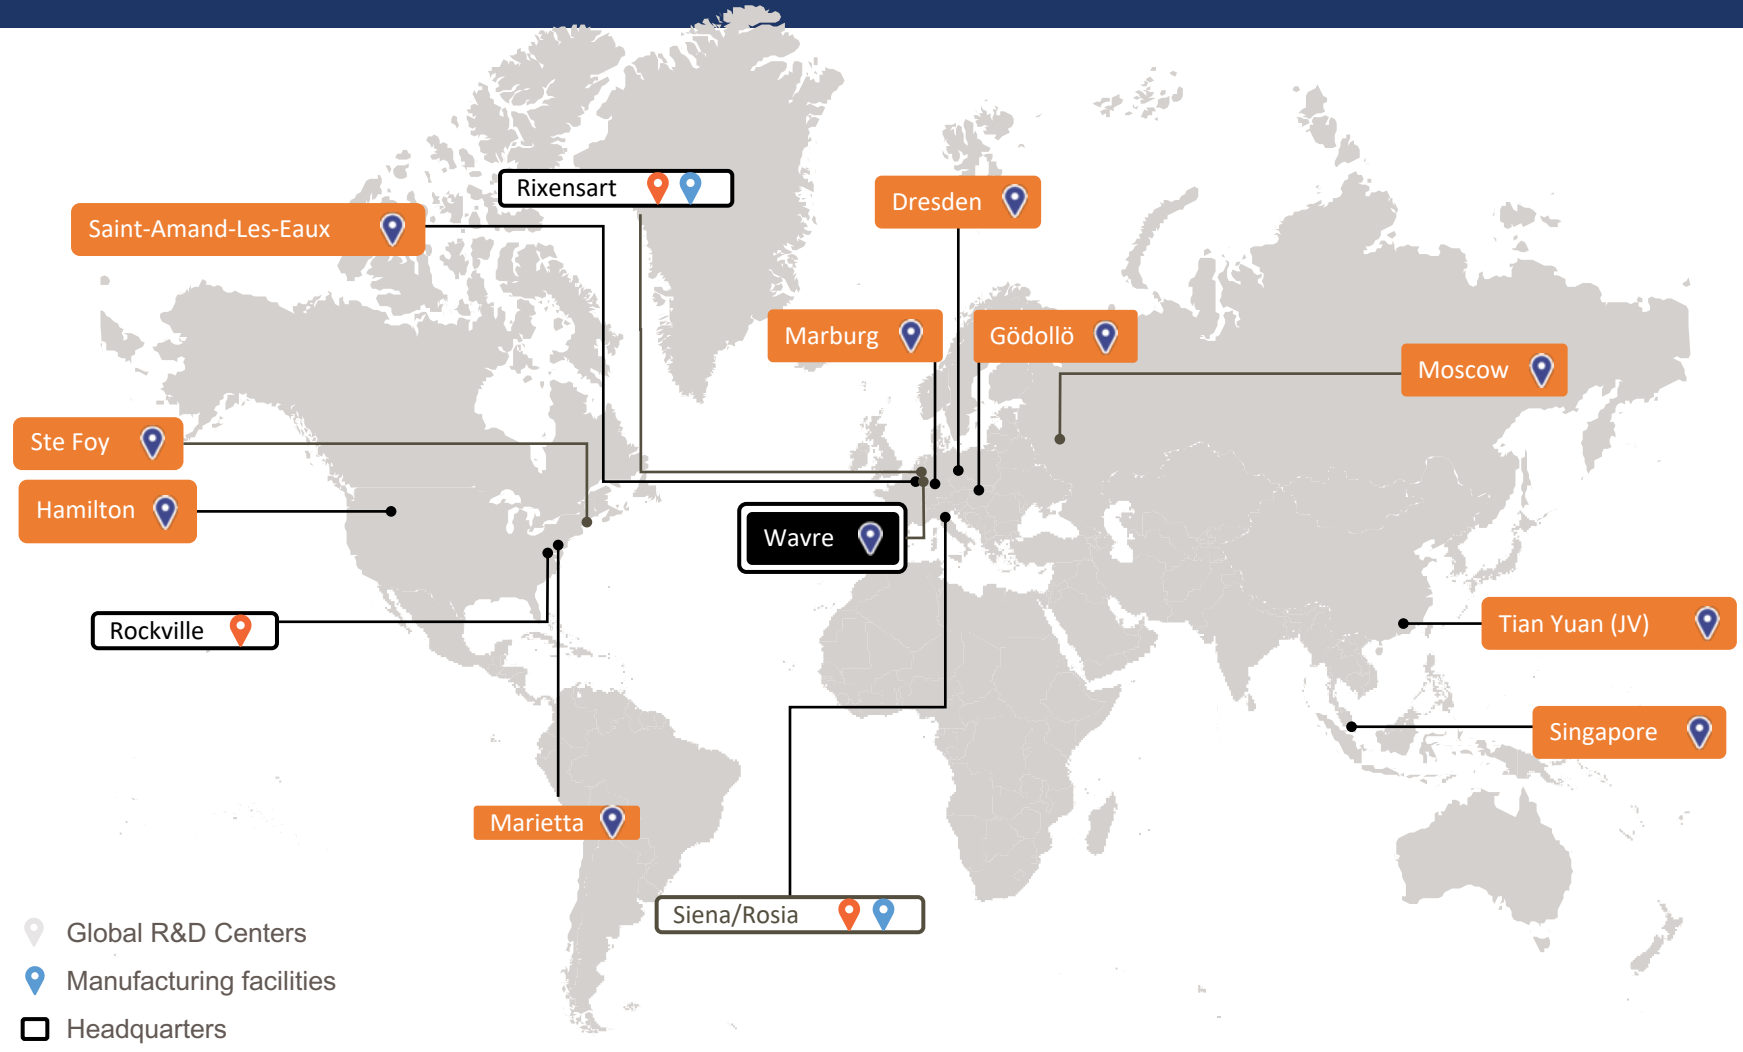 Rixensart
Dresden
Saint-Amand-Les-Eaux
Marburg
Gödollö
Moscow
Ste Foy
Hamilton
Wavre
Rockville
Tian Yuan (JV)
Singapore
Marietta
Siena/Rosia
Global R&D Centers
Manufacturing facilities
Headquarters